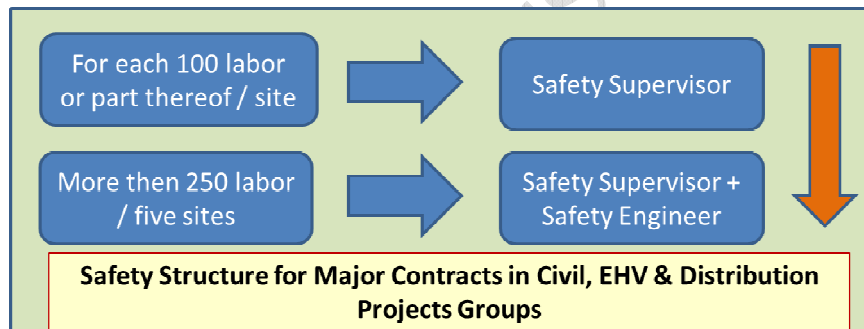 For each 100 labor
or part thereof / site
Safety Supervisor
More then 250 labor
/ five sites
Safety Supervisor +
Safety Engineer
Safety Structure for Major Contracts in Civil, EHV & Distribution
Projects Groups